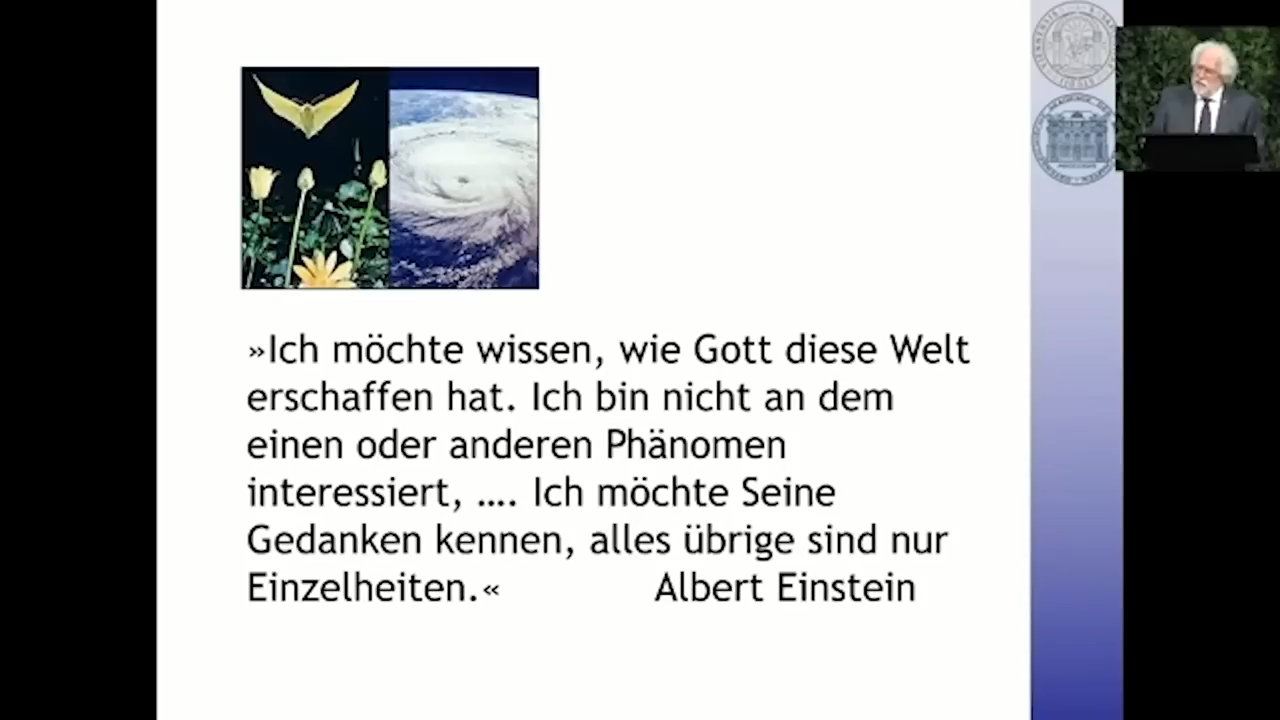 »Ich möchte wissen, wie Gott diese Welt
erschaffen hat. Ich bin nicht an dem
einen oder anderen Phänomen
interessiert, .... Ich möchte Seine
Gedanken kennen, alles übrige sind nur
Einzelheiten.« Albert Einstein